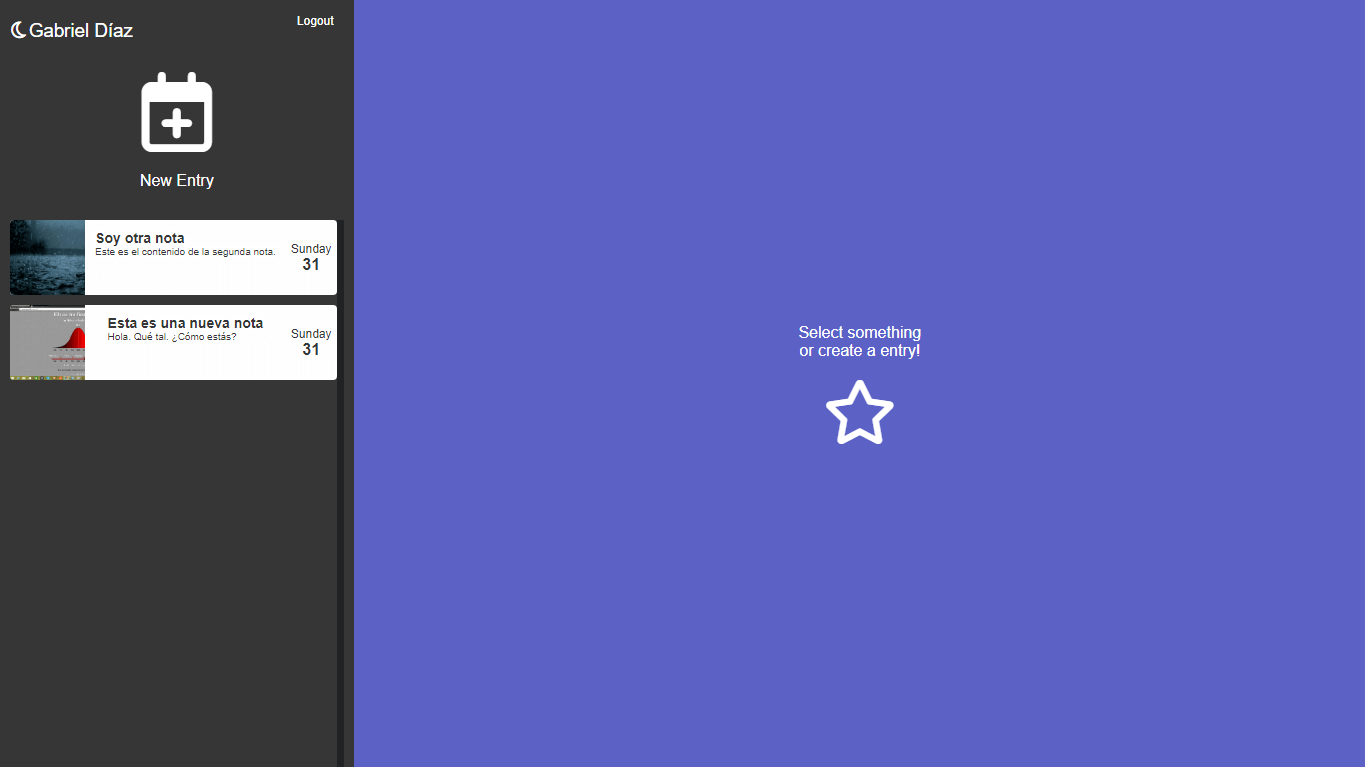 Gabriel Díaz
Logout
New Entry
Soy otra nota
Este es el contenido de la segunda nota.
Sunday
31
Esta es una nueva nota
Hola. Qué tal. ¿Cómo estás?
Sunday
31
Select something
or create a entry!